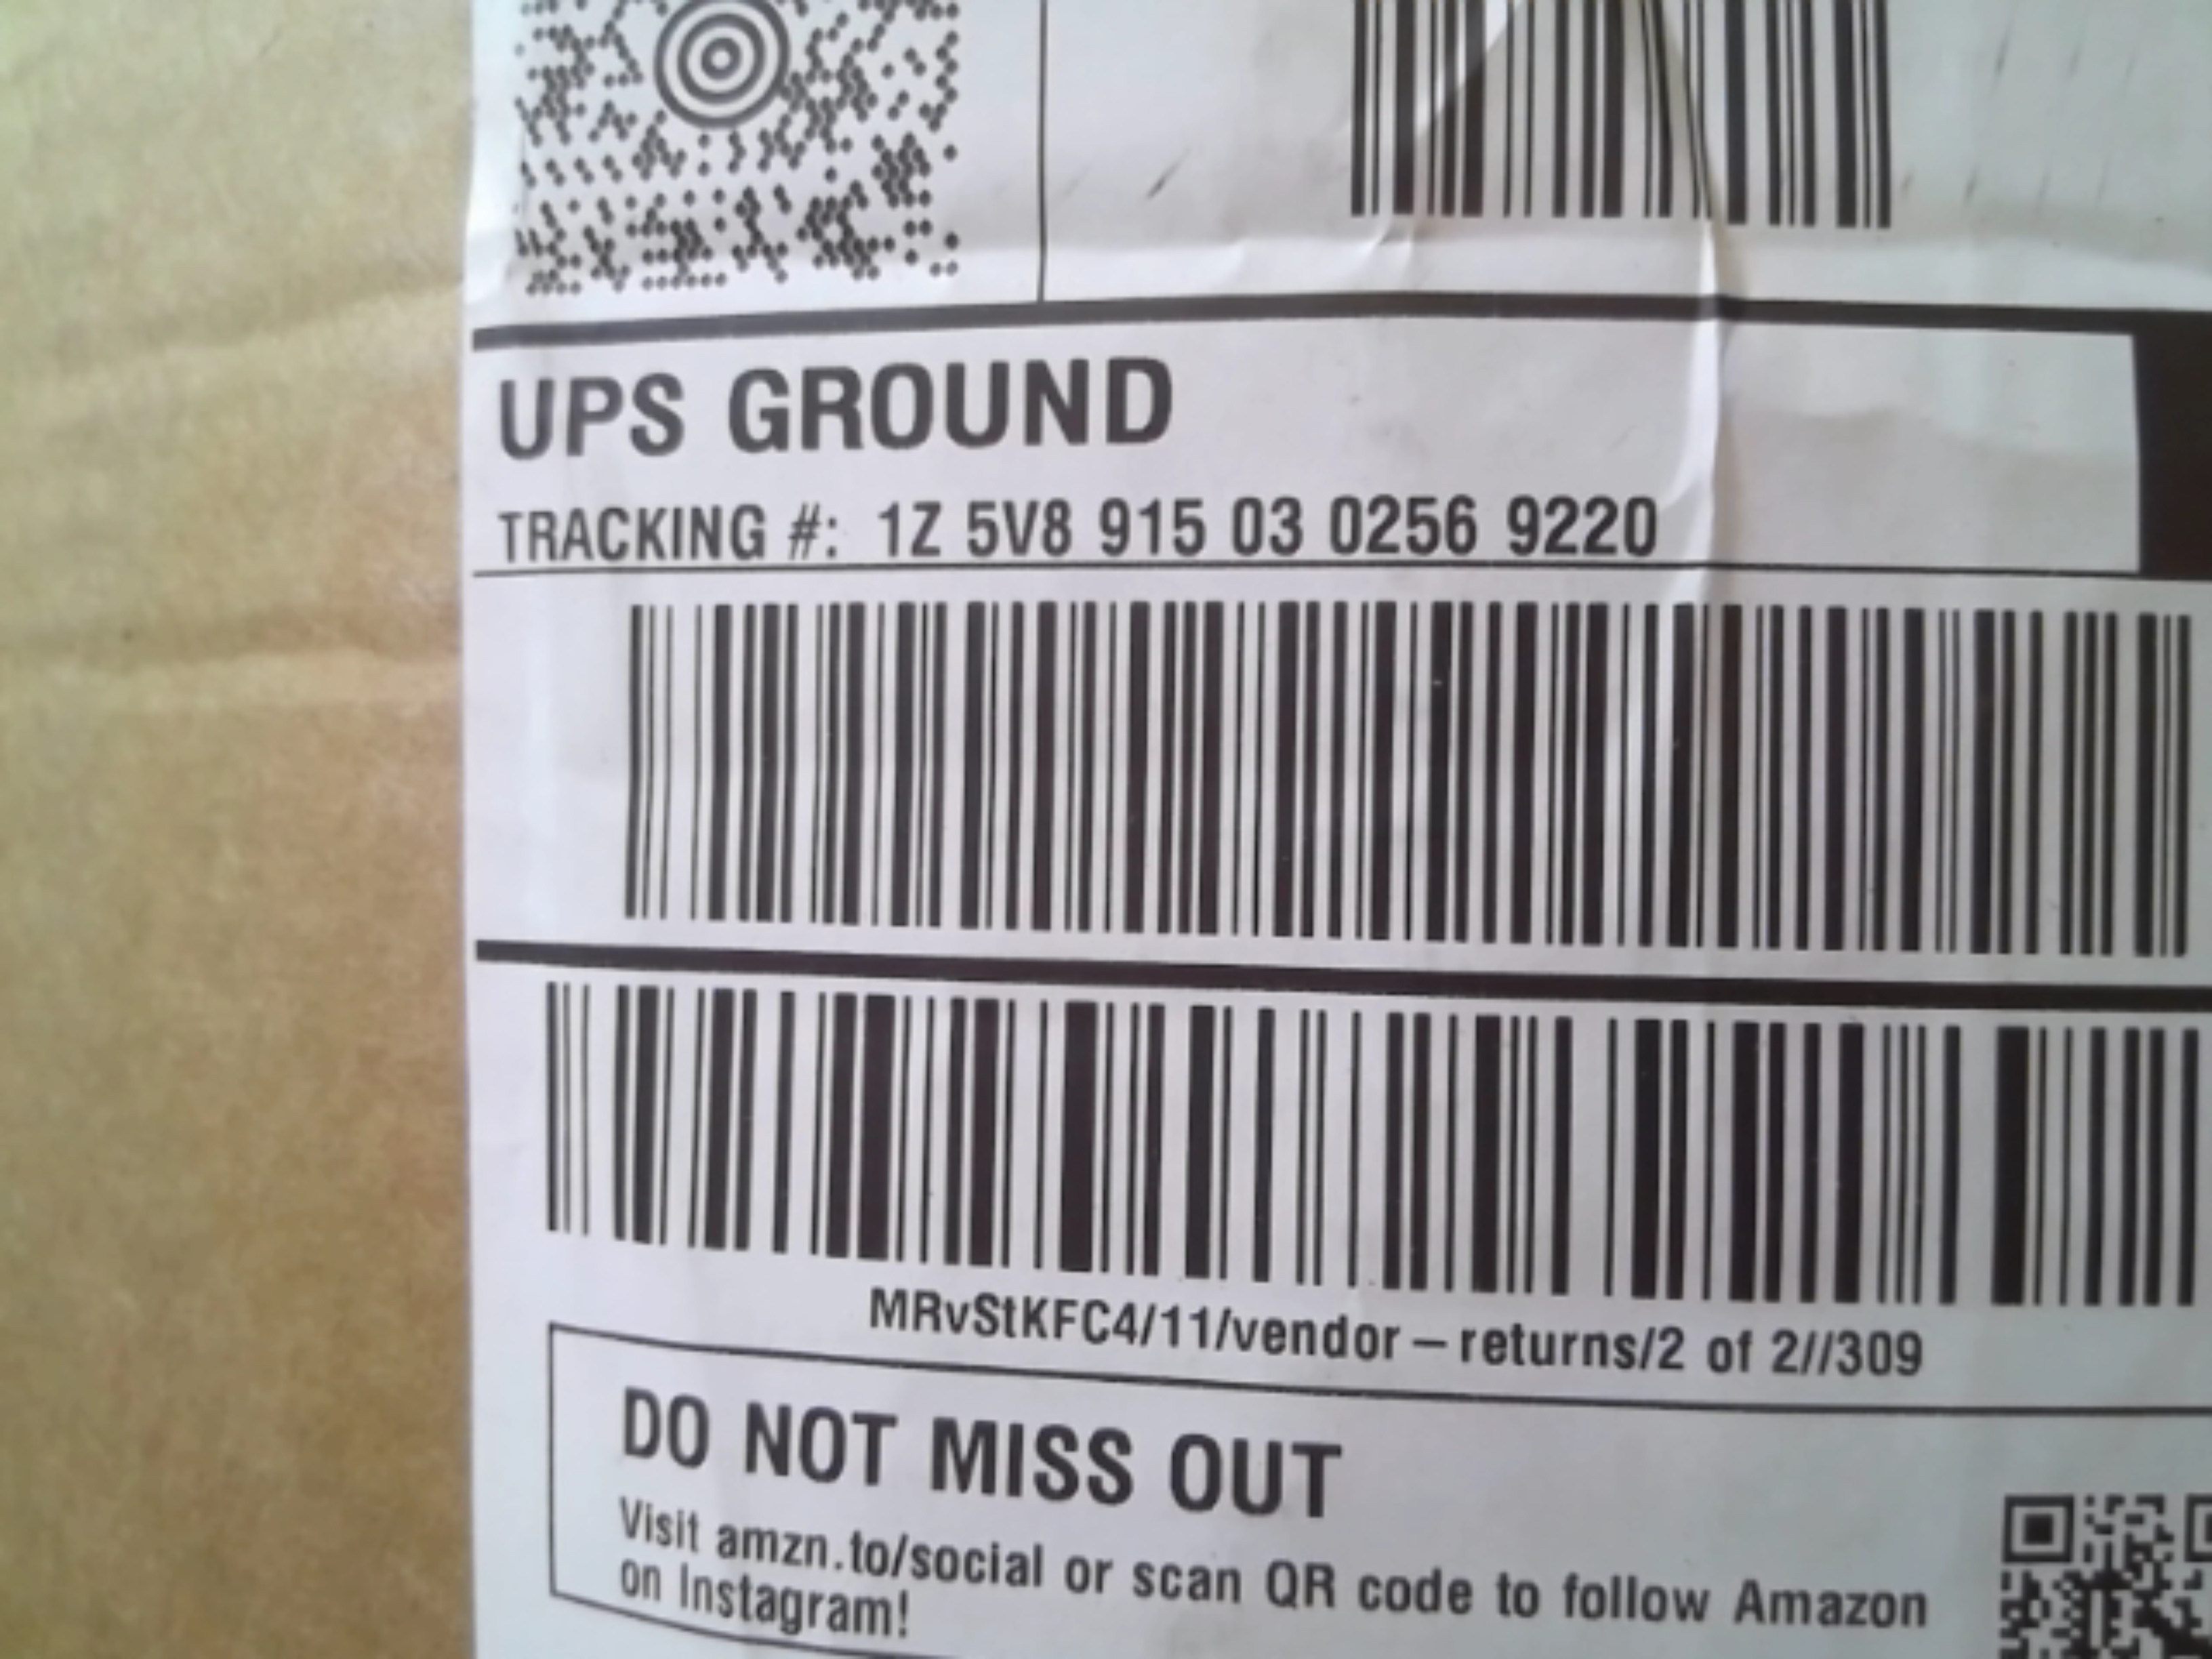 UPS GROUND
TRACKING #: 1Z 5V8 915 03 0256 9220
MRvStKFC4/11/vendor – returns/2 of 2//309
DO NOT MISS OUT
Visit amzn.to/social or scan QR code to follow Amazon
on Instagram!